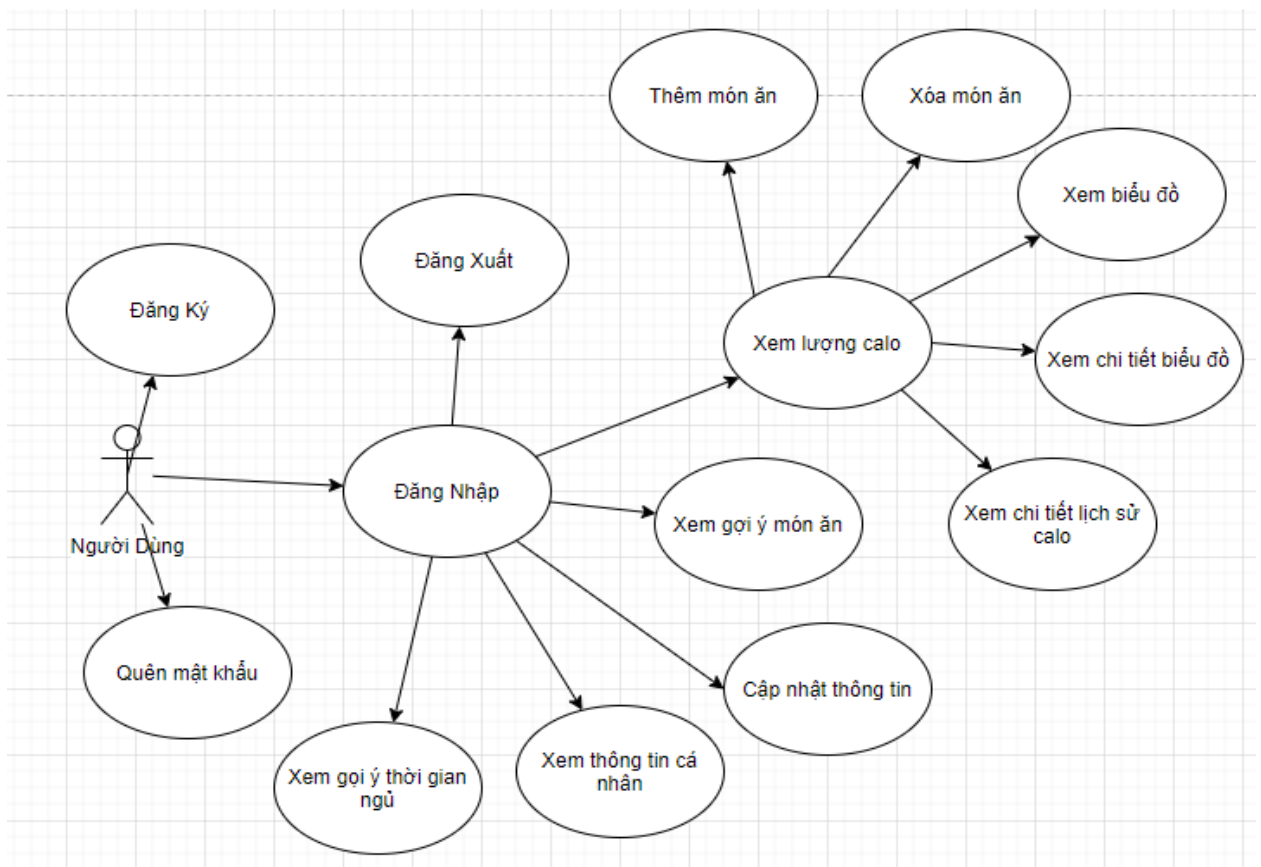 Thêm món ăn
Xóa món ăn
Xem biểu đồ
Đăng Xuất
Đăng Ký
Xem lượng calo
Xem chi tiết biểu đồ
Đăng Nhập
Xem gợi ý món ăn
Xem chi tiết lịch sử
calo
Người Dùng
Quên mật khẩu
Cập nhật thông tin
Xem thông tin cá
nhân
Xem gọi ý thời gian
ngủ